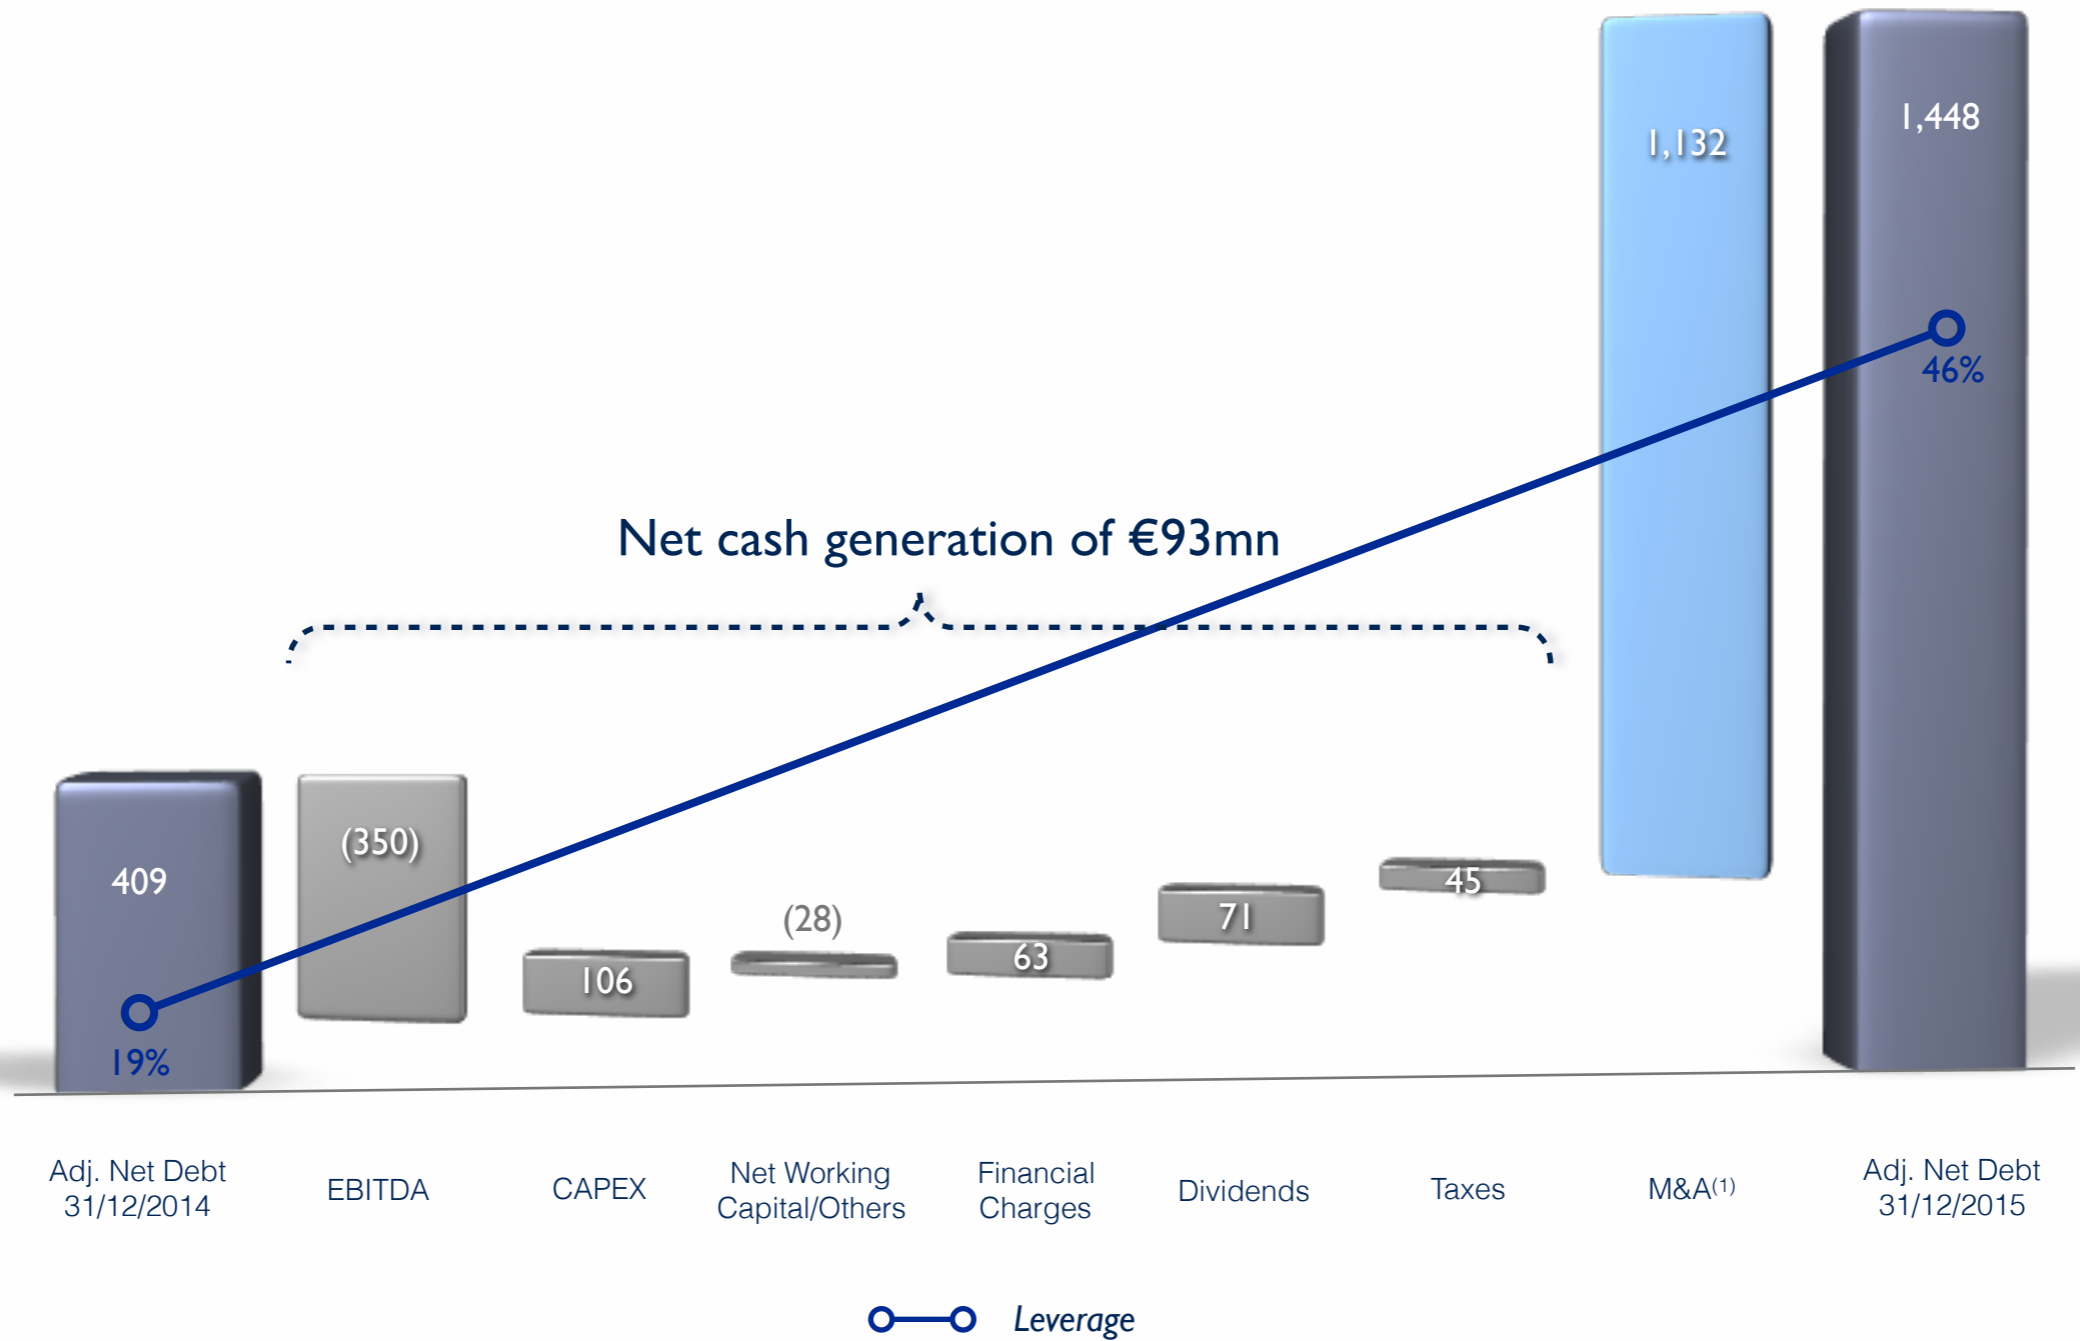 1,132
1,448
46%
Net cash generation of €93mn
409
(350)
106
(28)
63
71
45
19%
Adj. Net Debt
31/12/2014
EBITDA
CAPEX
Net Working
Capital/Others
Financial
Charges
Dividends
Taxes
M&A(1)
Adj. Net Debt
31/12/2015
Leverage